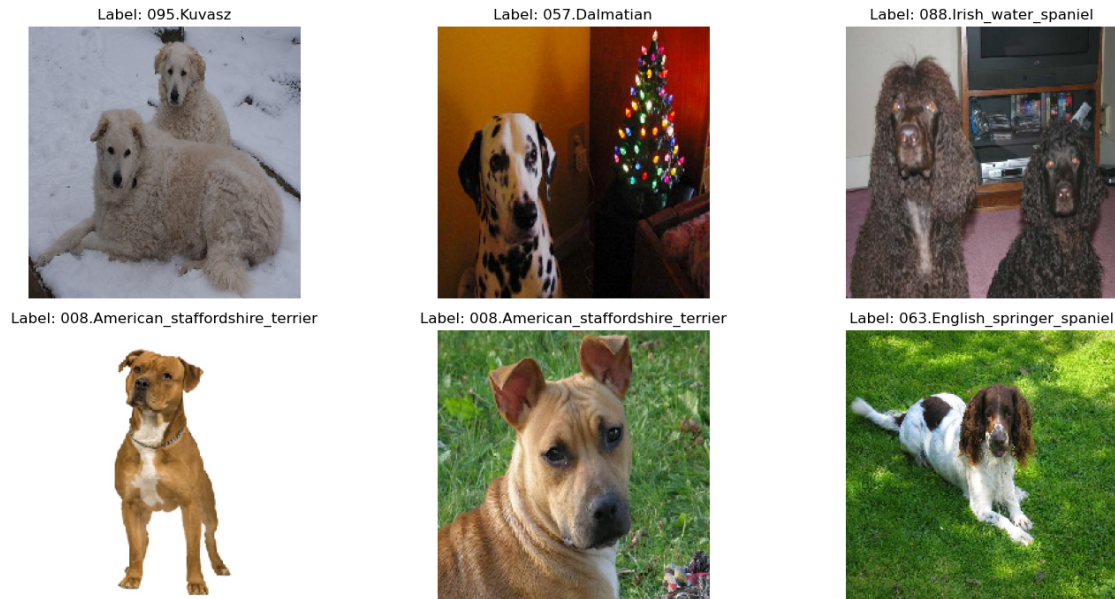 Label: 095.Kuvasz
Label: 057.Dalmatian
Label: 088.Irish_water_spaniel
Label: 008.American_staffordshire_terrier
Label: 008.American_staffordshire_terrier
Label: 063.English_springer_spaniel